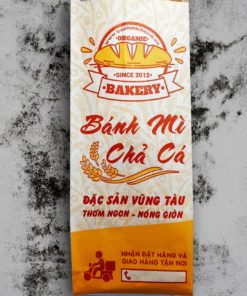 ORGANIC
SINCE 2012
BAKERY
Bánh Mì
Chả Cá
ĐẶC SẢN VŨNG TÀU
THƠM NGON - NÓNG GIÒN
NHẬN ĐẶT HÀNG VÀ
GIAO HÀNG TẬN NƠI